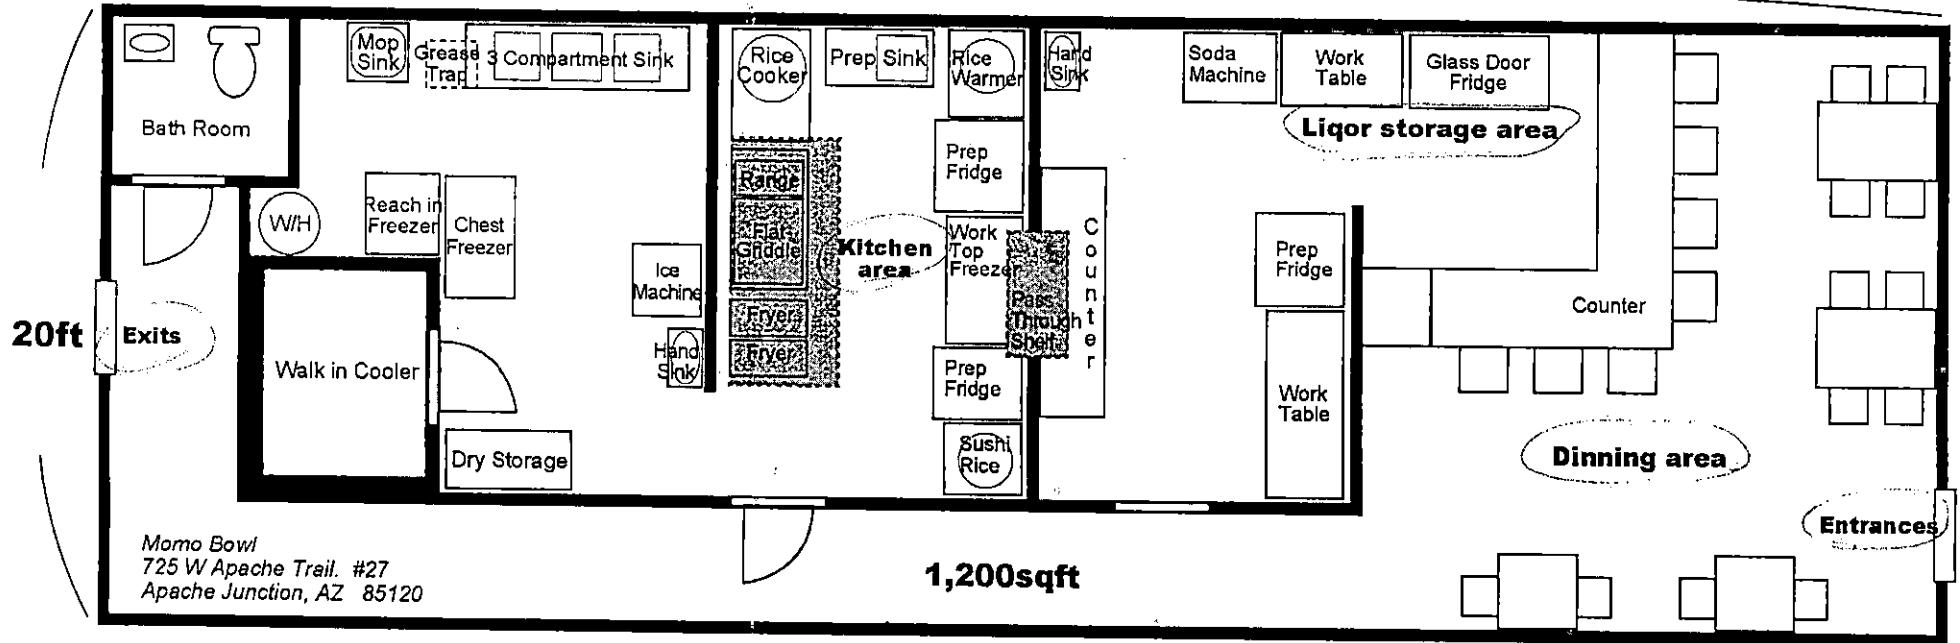 Mop
Sink
Grease
Trap
3 Compartment Sink
Rice
Cooker
Prep Sink
Rice
Warmer
Hand
Sink
Soda
Machine
Work
Table
Glass Door
Fridge
Bath Room
Liqor storage area
Prep
Fridge
Range
Reach in
Freezer
Chest
Freezer
W/H
Flat
Griddle
Kitchen
area
Work
Top
Freezer
Counter
Prep
Fridge
Ice
Machine
Pass
Through
Shelf
Counter
20ft
Exits
Fryer
Fryer
Hand
Sink
Walk in Cooler
Prep
Fridge
Work
Table
Dry Storage
Sushi
Rice
Dinning area
Entrances
Momo Bowl
725 W Apache Trail. #27
Apache Junction, AZ 85120
1,200sqft